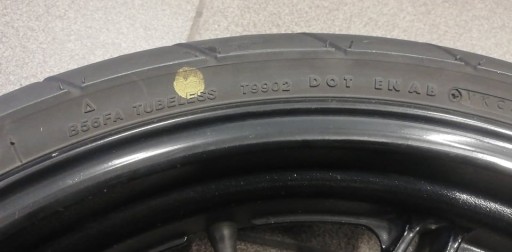 B56FA TUBELESS T9902 DOT ENAB